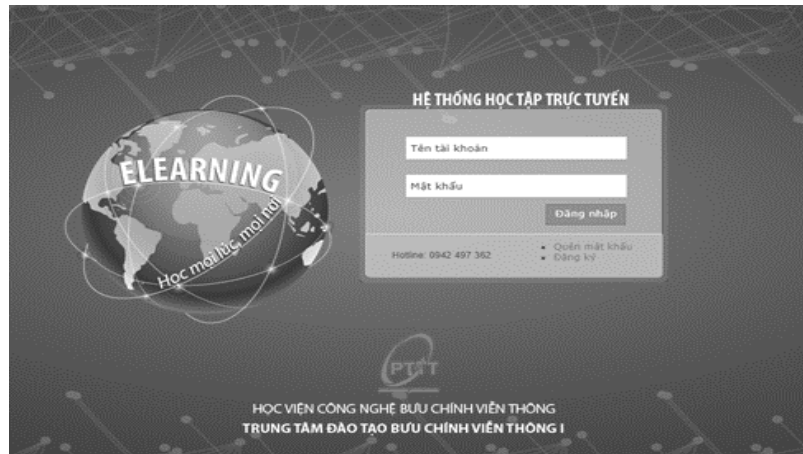 HỆ THỐNG HỌC TẬP TRỰC TUYẾN
ELEARNING
Học mọi lúc, mọi nơi
Tên tài khoản
Mật khẩu
Đăng nhập
Hotline: 0942 497 362
Quên mật khẩu
Đăng ký
PTIT
HỌC VIỆN CÔNG NGHỆ BƯU CHÍNH VIỄN THÔNG
TRUNG TÂM ĐÀO TẠO BƯU CHÍNH VIỄN THÔNG I